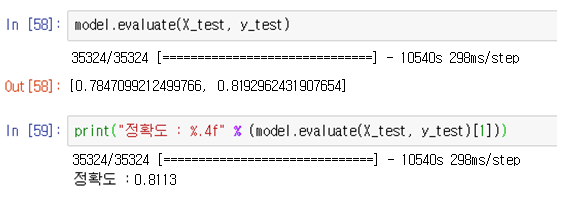 In [58]: model.evaluate(X_test, y_test)
35324/35324 [==============================] - 10540s 298ms/step
Out[58]: [0.7847099212499766, 0.8192962431907654]
In [59]: print("정확도 : %.4f" % (model.evaluate(X_test, y_test)[1]))
35324/35324 [==============================] - 10540s 298ms/step
정확도 :0.8113